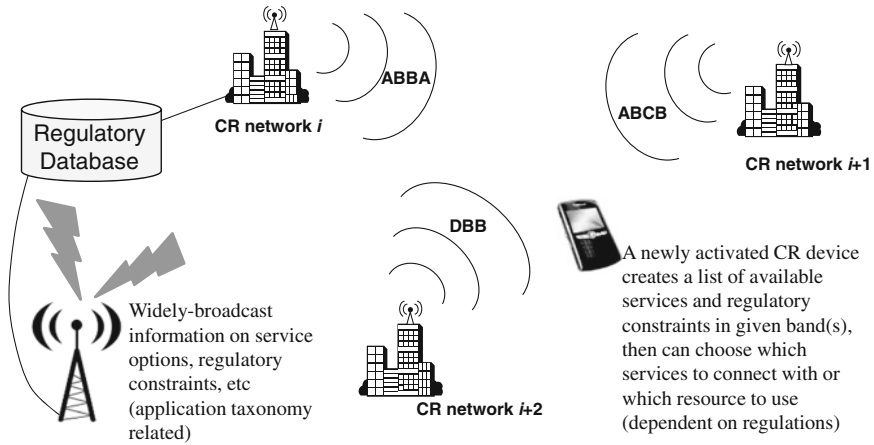 ABBA
CR network i
Regulatory
Database
ABCB
CR network i+1
DBB
CR network i+2
Widely-broadcast
information on service
options, regulatory
constraints, etc
(application taxonomy
related)
A newly activated CR device
creates a list of available
services and regulatory
constraints in given band(s),
then can choose which
services to connect with or
which resource to use
(dependent on regulations)